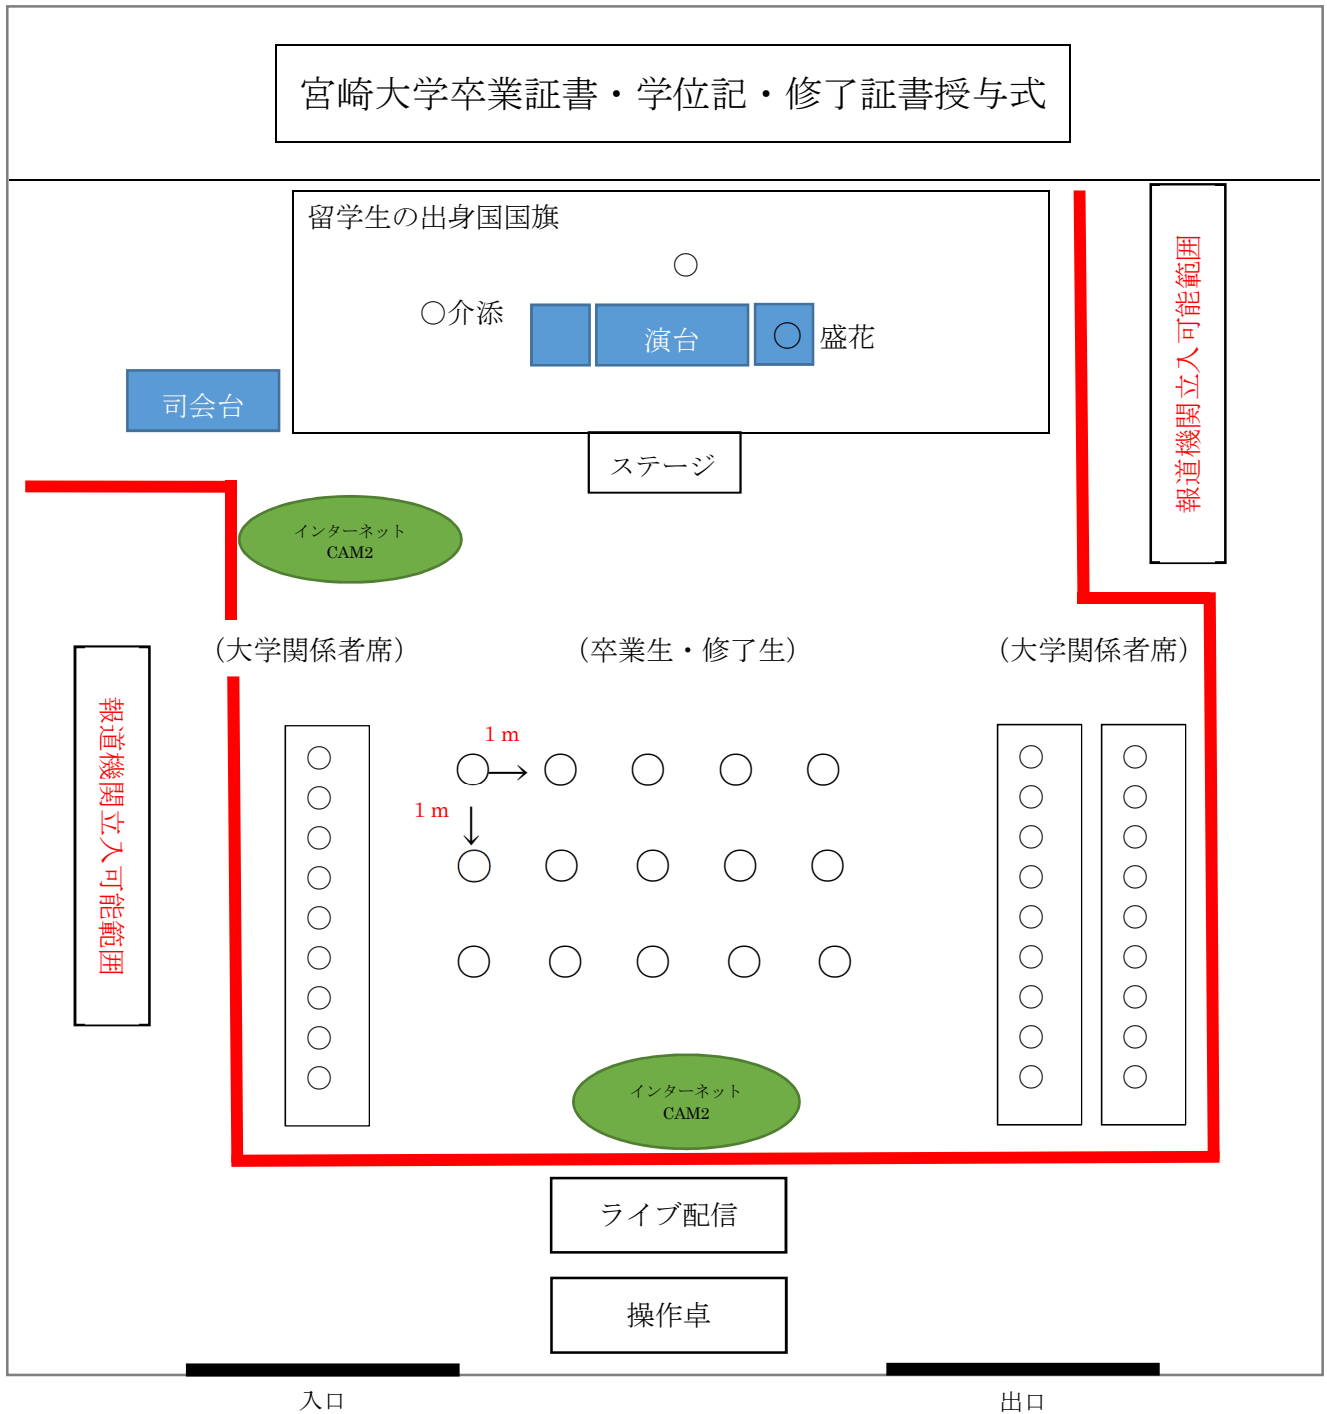 宮崎大学卒業証書・学位記・修了証書授与式
留学生の出身国国旗
○
○介添
演台
○
盛花
司会台
ステージ
報道機関立入可能範囲
インターネット
CAM2
（大学関係者席）
（卒業生・修了生）
（大学関係者席）
報道機関立入可能範囲
１ｍ
１ｍ
インターネット
CAM2
ライブ配信
操作卓
入口
出口